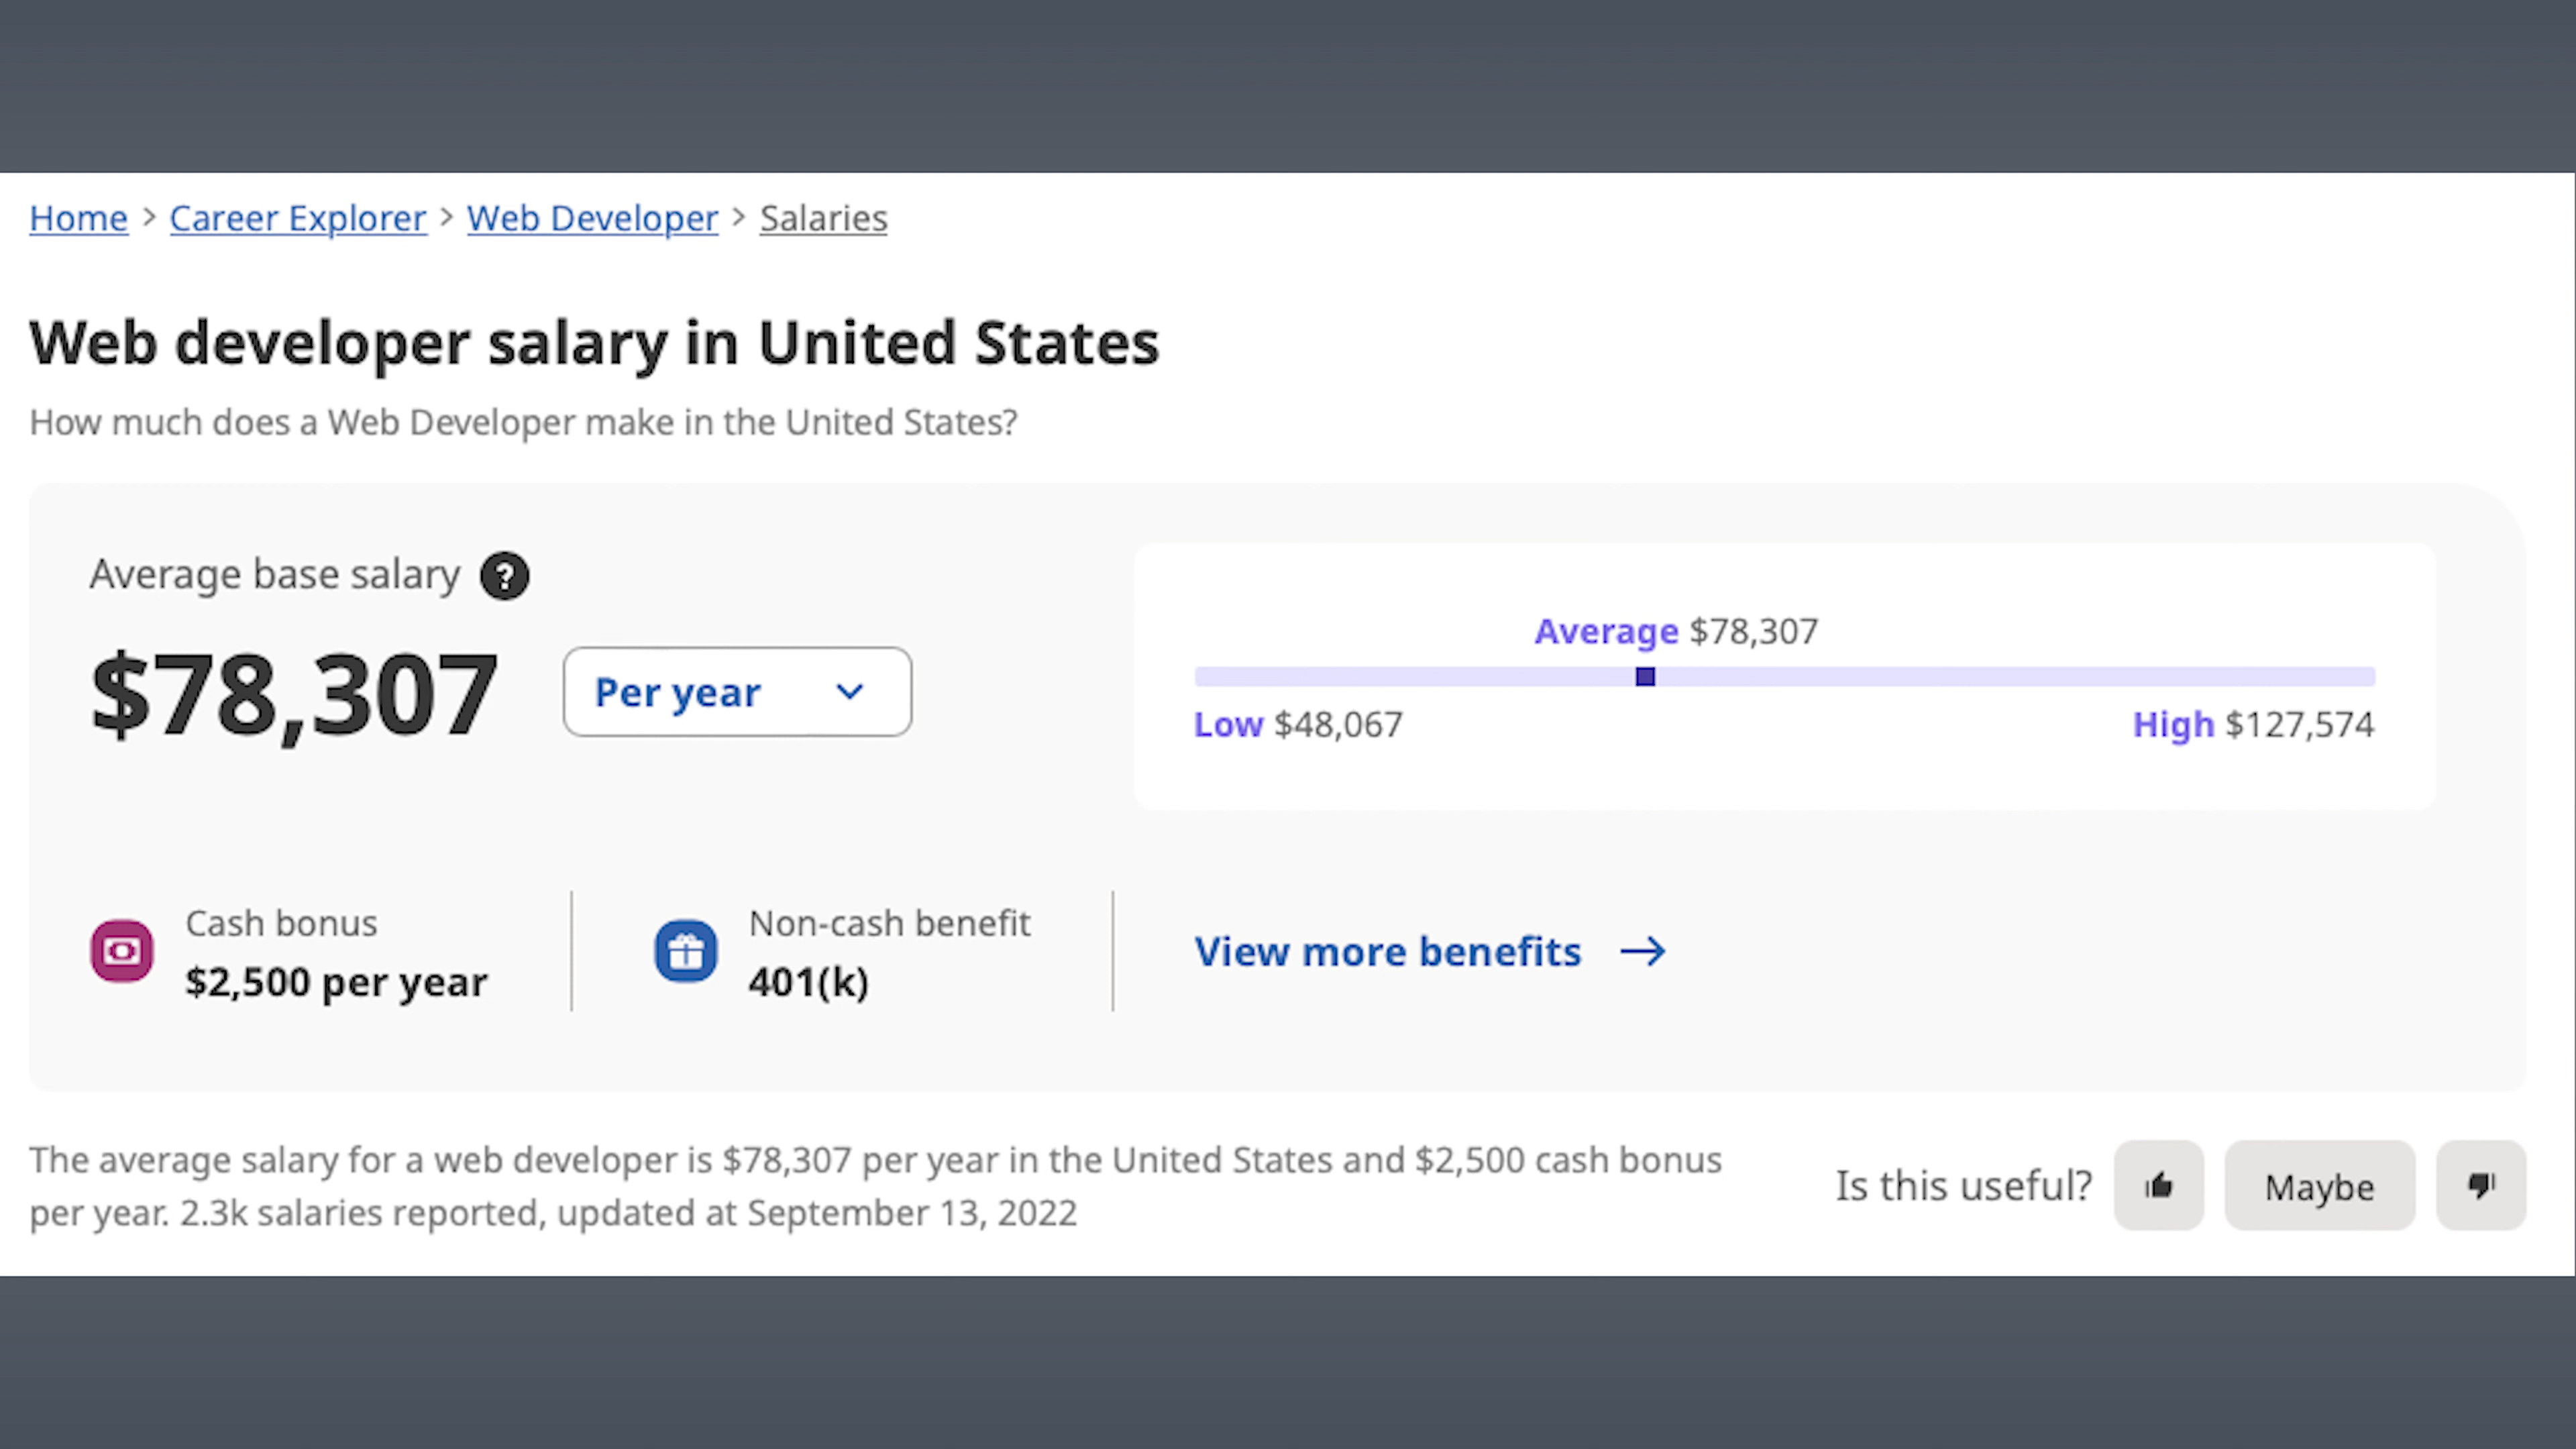 Home > Career Explorer > Web Developer > Salaries
Web developer salary in United States
How much does a Web Developer make in the United States?
Average base salary ?
$78,307 Per year
Average $78,307
Low $48,067 High $127,574
Cash bonus
$2,500 per year
Non-cash benefit
401(k)
View more benefits →
The average salary for a web developer is $78,307 per year in the United States and $2,500 cash bonus
per year. 2.3k salaries reported, updated at September 13, 2022
Is this useful? Maybe